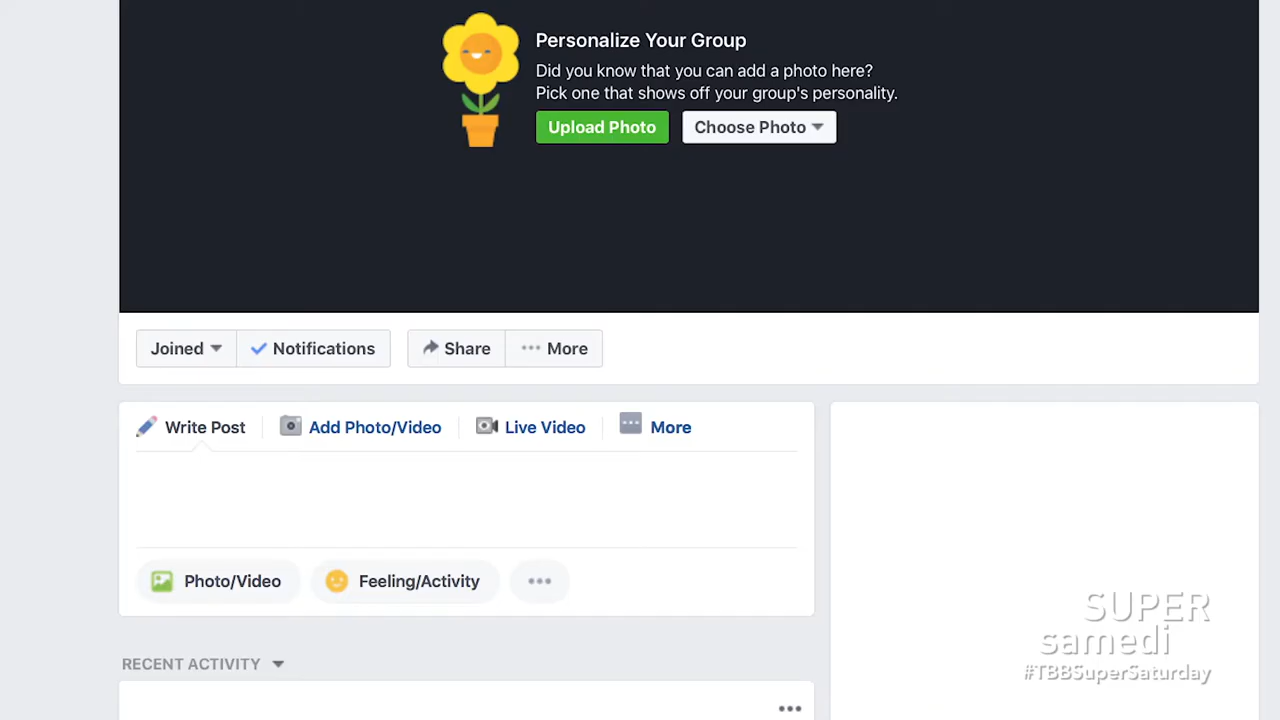 Personalize Your Group
Did you know that you can add a photo here?
Pick one that shows off your group's personality.
Upload Photo
Choose Photo
Joined
Notifications
Share
More
Write Post
Add Photo/Video
Live Video
More
Photo/Video
Feeling/Activity
RECENT ACTIVITY
SUPER
samedi
#TBBSuperSaturday